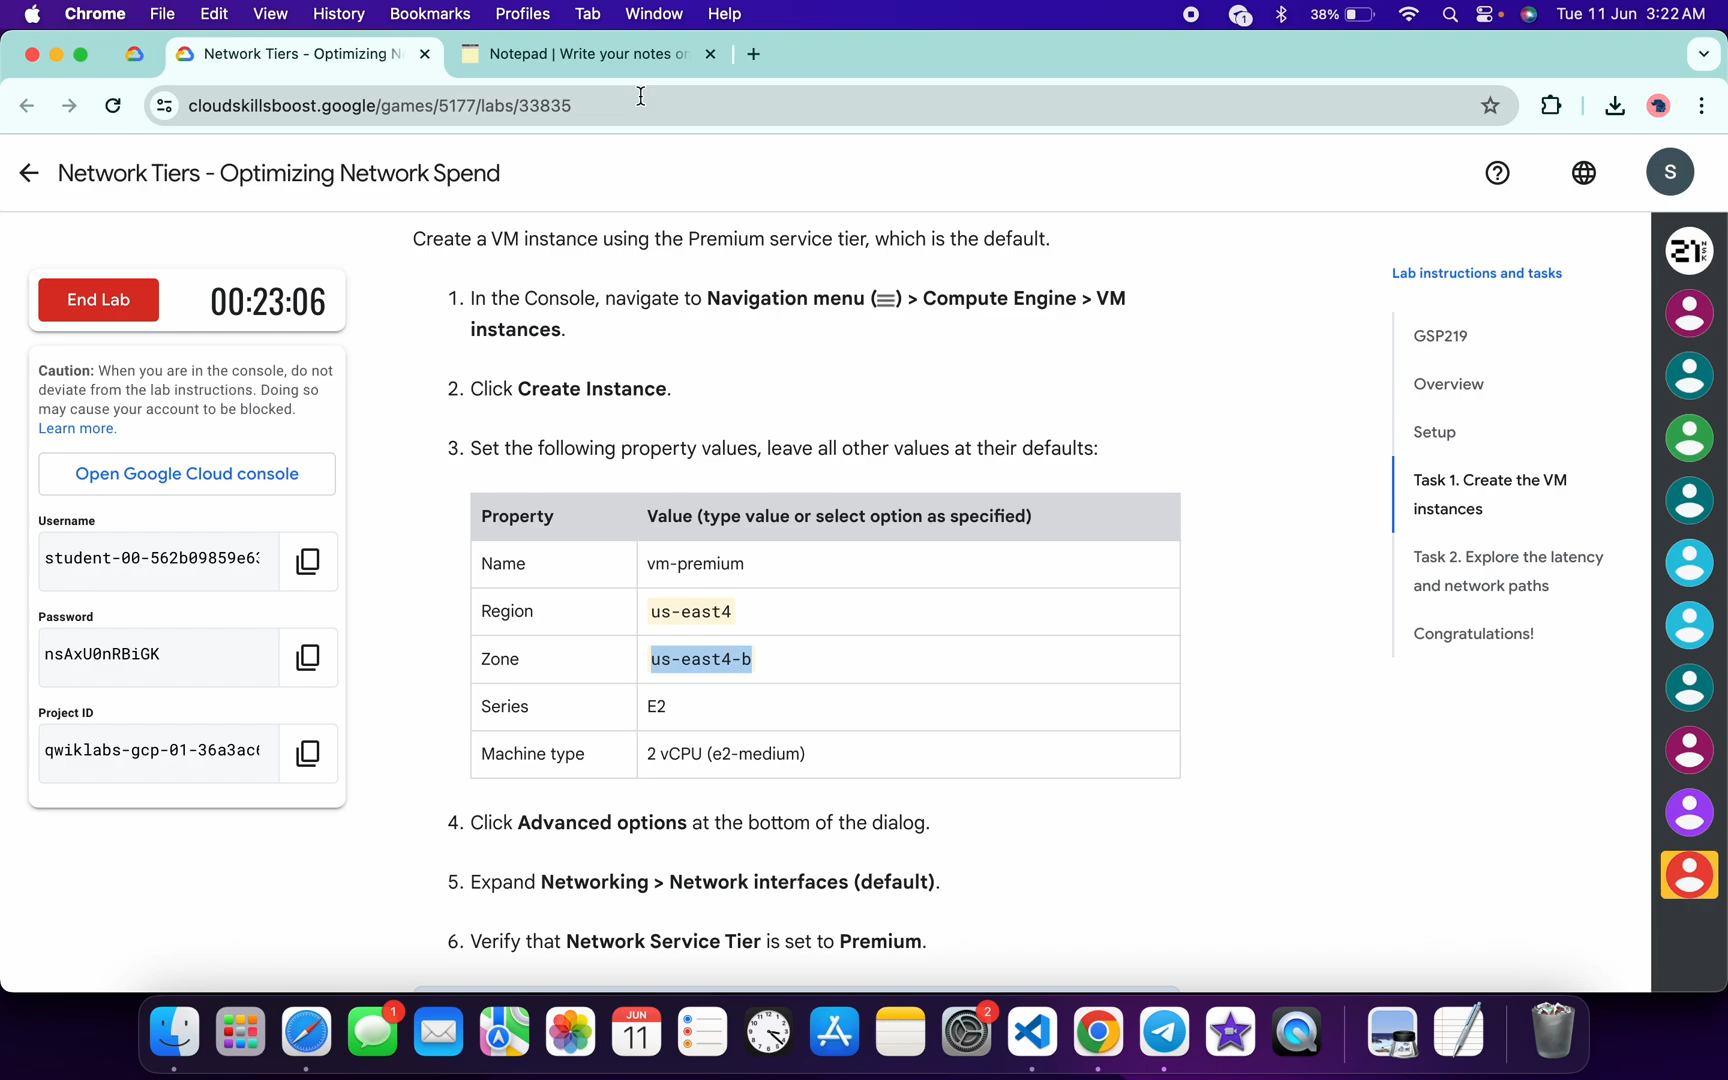 Chrome File Edit View History Bookmarks Profiles Tab Window Help 1 38% Tue 11 Jun 3:22 AM
Network Tiers - Optimizing N
Notepad | Write your notes on
cloudskillsboost.google/games/5177/labs/33835
Network Tiers - Optimizing Network Spend
S
End Lab
00:23:06
Caution: When you are in the console, do not
deviate from the lab instructions. Doing so
may cause your account to be blocked.
Learn more.
Open Google Cloud console
Username
student-00-562b09859e63
Password
nsAxU0nRBiGK
Project ID
qwiklabs-gcp-01-36a3ac6
Create a VM instance using the Premium service tier, which is the default.
1. In the Console, navigate to Navigation menu (≡) > Compute Engine > VM
instances.
2. Click Create Instance.
3. Set the following property values, leave all other values at their defaults:
Property Value (type value or select option as specified)
Name vm-premium
Region us-east4
Zone us-east4-b
Series E2
Machine type 2 vCPU (e2-medium)
4. Click Advanced options at the bottom of the dialog.
5. Expand Networking > Network interfaces (default).
6. Verify that Network Service Tier is set to Premium.
Lab instructions and tasks
GSP219
Overview
Setup
Task 1. Create the VM
instances
Task 2. Explore the latency
and network paths
Congratulations!
21
1
JUN
11
2